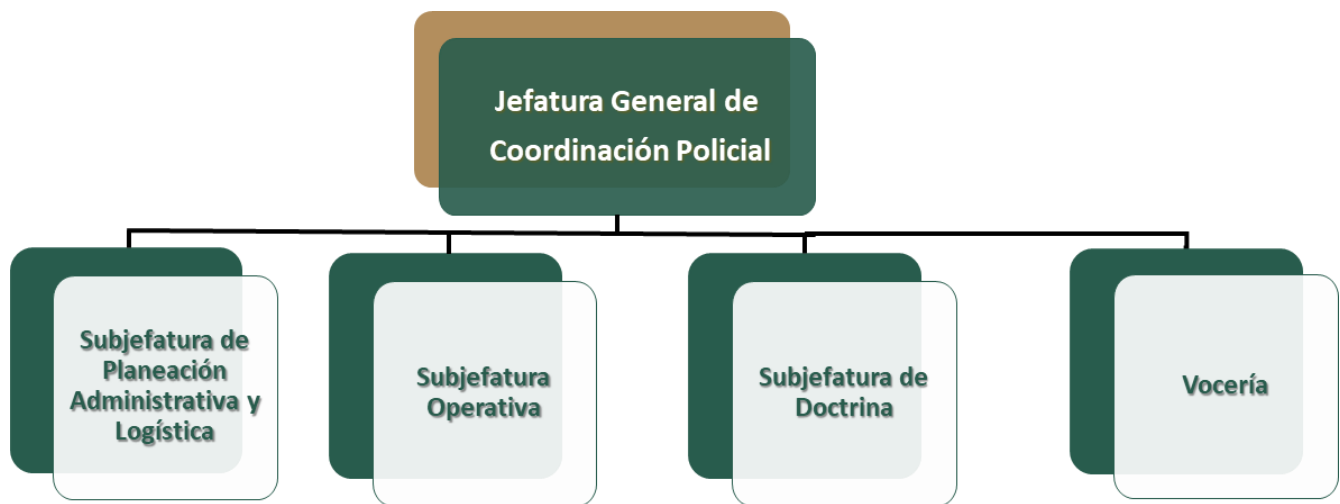 Jefatura General de
Coordinación Policial
Subjefatura de
Planeación
Administrativa y
Logística
Subjefatura
Operativa
Subjefatura de
Doctrina
Vocería